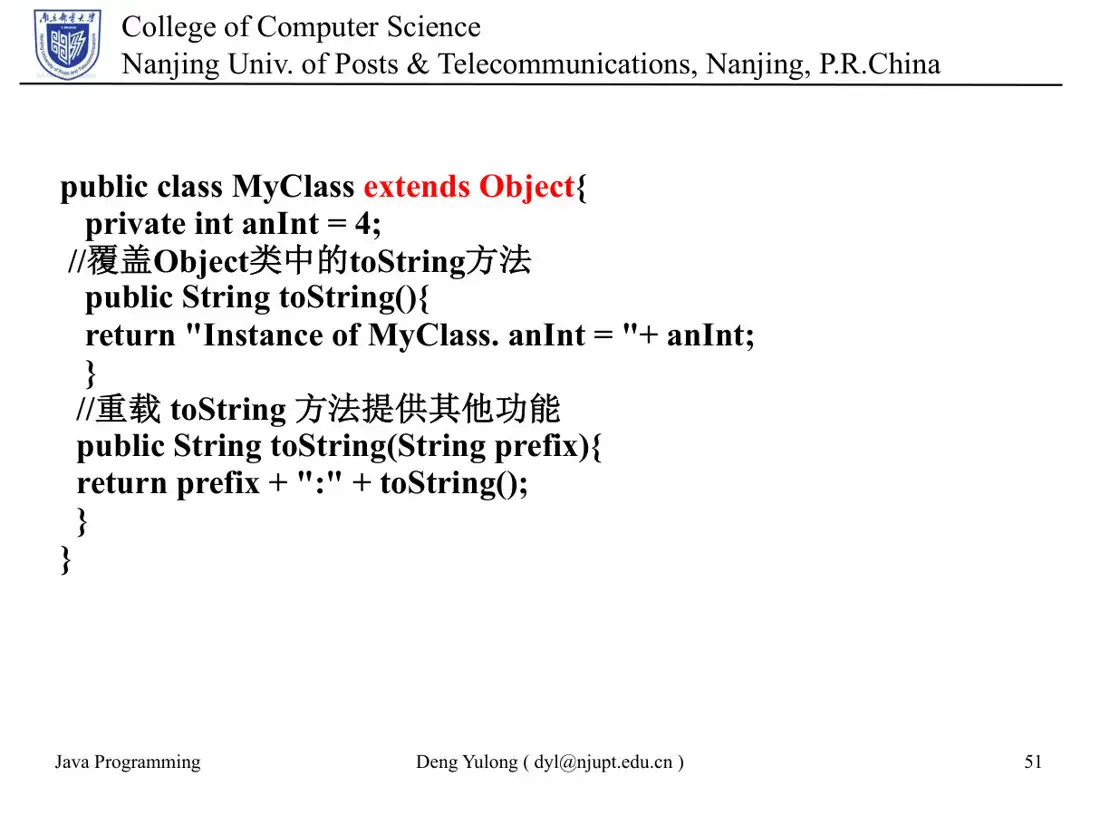 College of Computer Science
Nanjing Univ. of Posts & Telecommunications, Nanjing, P.R.China
public class MyClass extends Object{
private int anInt = 4;
//覆盖Object类中的toString方法
public String toString(){
return "Instance of MyClass. anInt = "+ anInt;
}
//重载 toString 方法提供其他功能
public String toString(String prefix){
return prefix + ":" + toString();
}
}
Java Programming
Deng Yulong ( dyl@njupt.edu.cn )
51